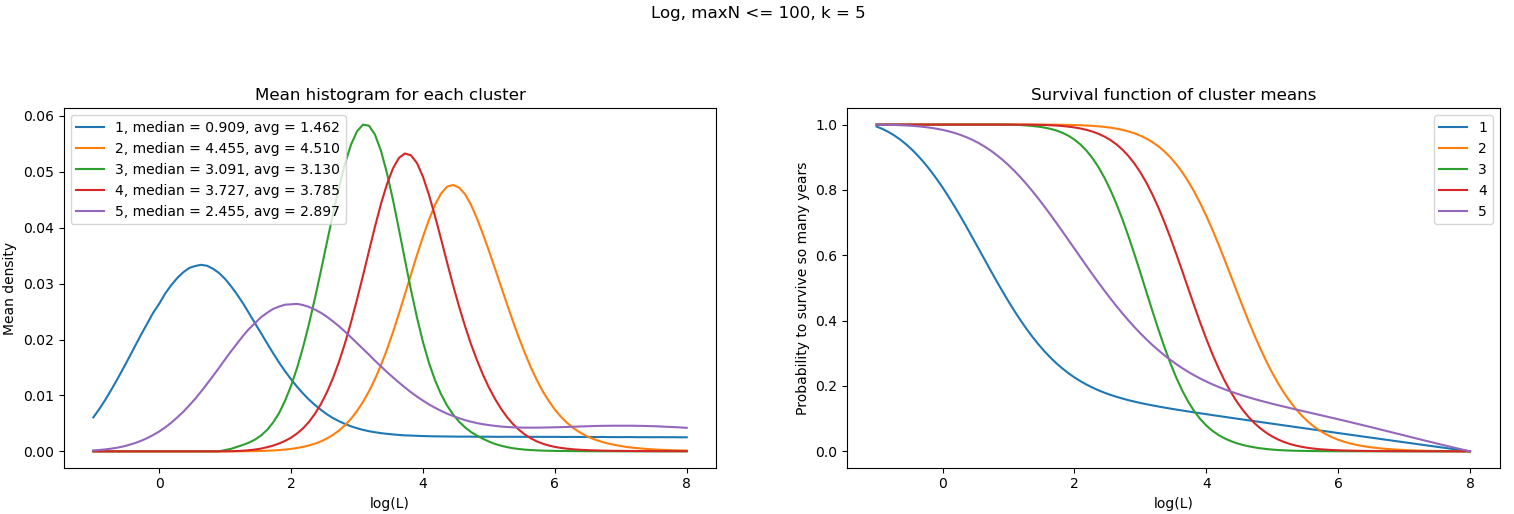 Log, maxN <= 100, k = 5
Mean histogram for each cluster
Mean density
0.06
0.05
0.04
0.03
0.02
0.01
0.00
1, median = 0.909, avg = 1.462
2, median = 4.455, avg = 4.510
3, median = 3.091, avg = 3.130
4, median = 3.727, avg = 3.785
5, median = 2.455, avg = 2.897
0 2 4 6 8
log(L)
Survival function of cluster means
Probability to survive so many years
1.0
0.8
0.6
0.4
0.2
0.0
1
2
3
4
5
0 2 4 6 8
log(L)